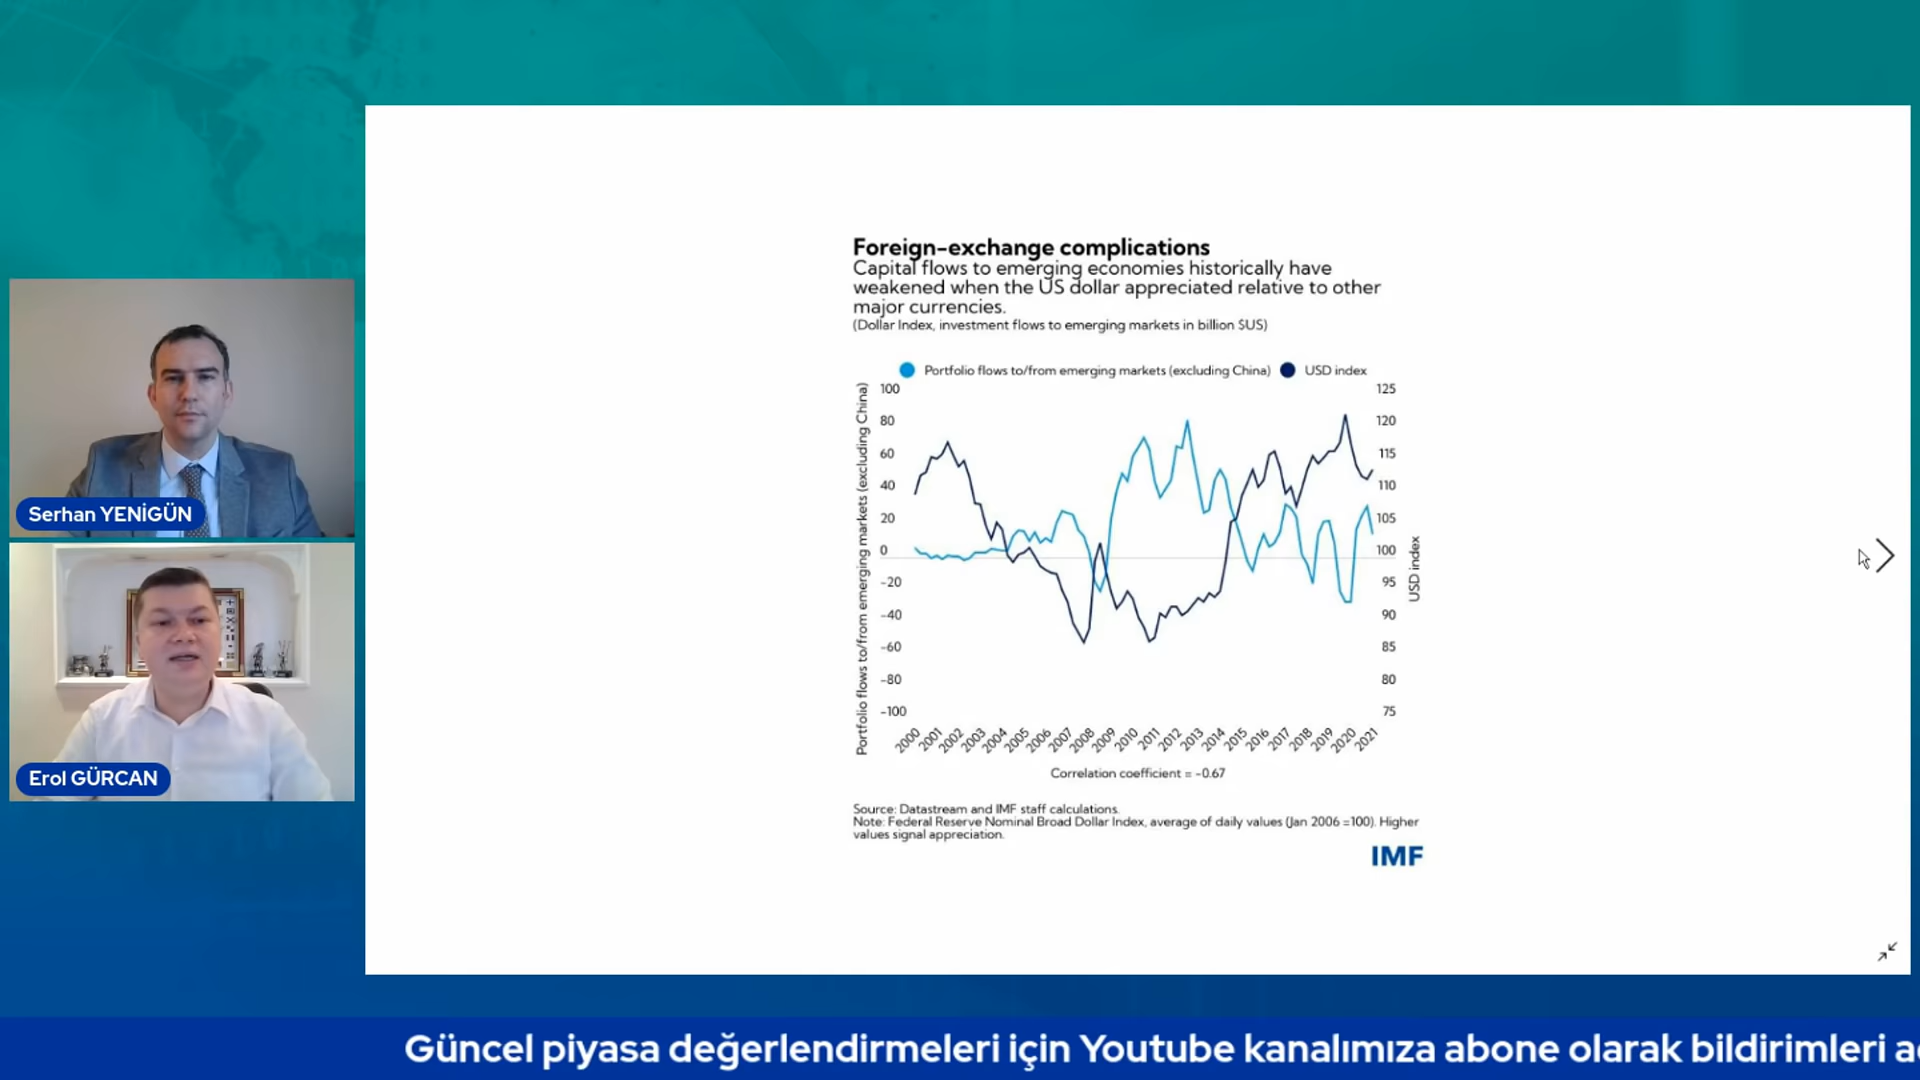 Foreign-exchange complications
Capital flows to emerging economies historically have
weakened when the US dollar appreciated relative to other
major currencies.
(Dollar Index, investment flows to emerging markets in billion $US)
Portfolio flows to/from emerging markets (excluding China)
USD index
Portfolio flows to/from emerging markets (excluding China)
100
80
60
40
20
0
-20
-40
-60
-80
-100
125
120
115
110
105
100
95
90
85
80
75
USD index
2000
2001
2002
2003
2004
2005
2006
2007
2008
2009
2010
2011
2012
2013
2014
2015
2016
2017
2018
2019
2020
2021
Correlation coefficient = -0.67
Source: Datastream and IMF staff calculations.
Note: Federal Reserve Nominal Broad Dollar Index, average of daily values (Jan 2006 =100). Higher
values signal appreciation.
IMF
Serhan YENİGÜN
Erol GÜRCAN
Güncel piyasa değerlendirmeleri için Youtube kanalımıza abone olarak bildirimleri